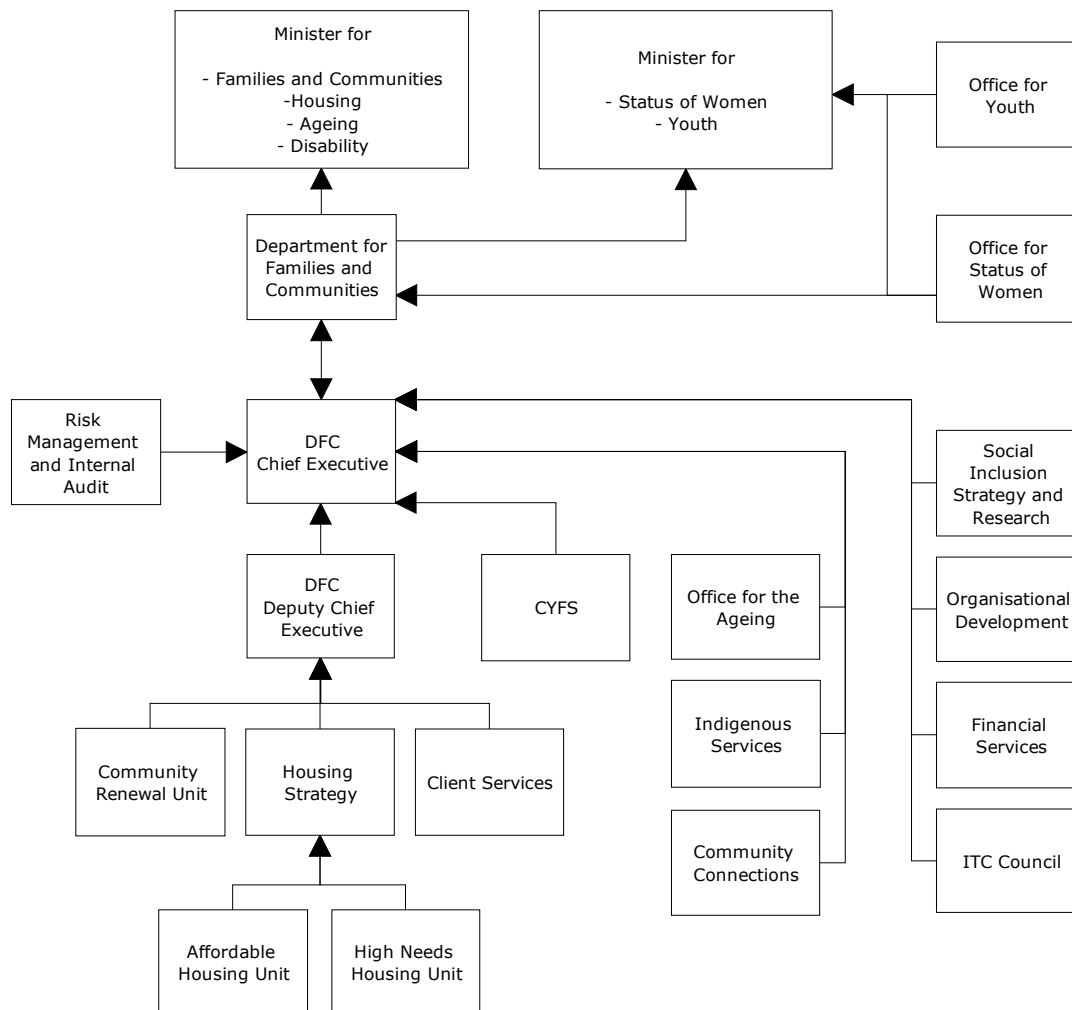 Minister for
- Families and Communities
-Housing
- Ageing
- Disability
Minister for
- Status of Women
- Youth
Office for
Youth
Department for
Families and
Communities
Office for
Status of
Women
Risk
Management
and Internal
Audit
DFC
Chief Executive
Social
Inclusion
Strategy and
Research
DFC
Deputy Chief
Executive
CYFS
Office for the
Ageing
Organisational
Development
Community
Renewal Unit
Housing
Strategy
Client Services
Indigenous
Services
Financial
Services
Community
Connections
ITC Council
Affordable
Housing Unit
High Needs
Housing Unit